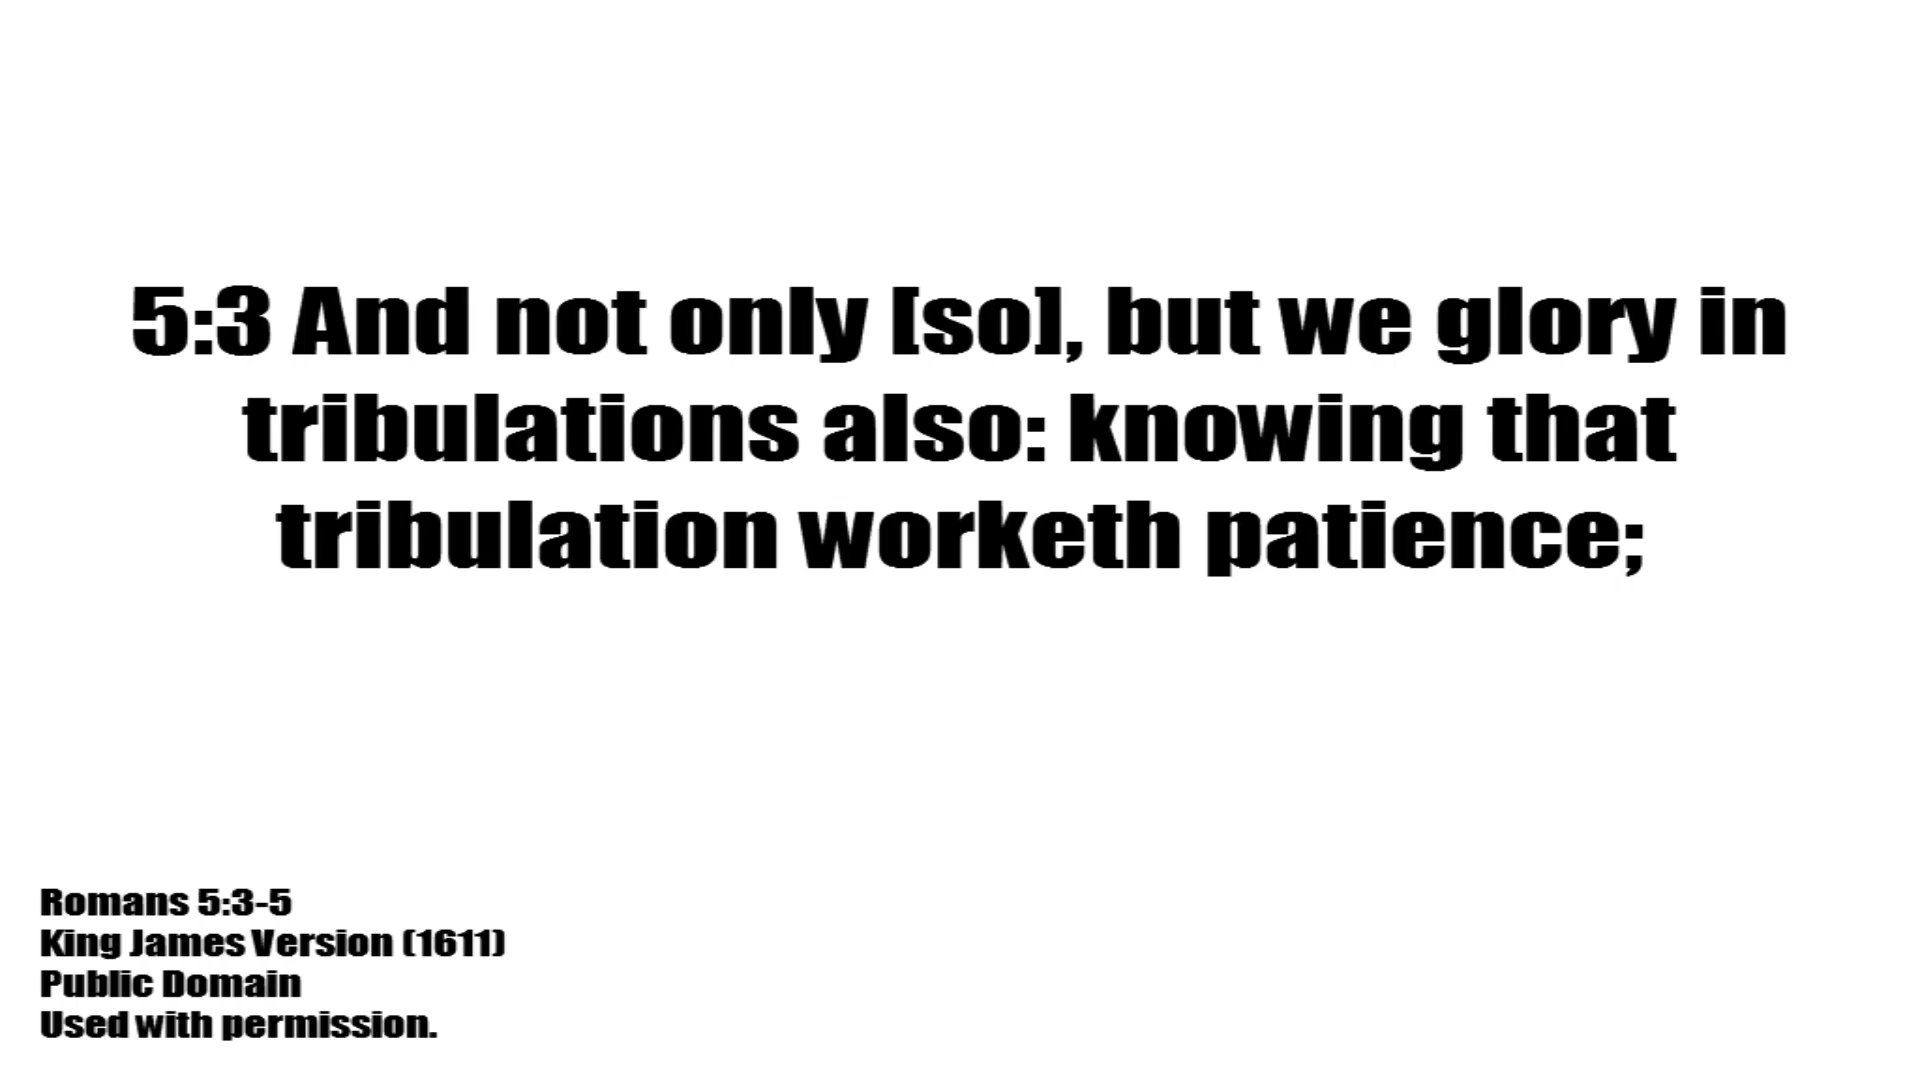 5:3 And not only [so], but we glory in
tribulations also: knowing that
tribulation worketh patience;
Romans 5:3-5
King James Version (1611)
Public Domain
Used with permission.